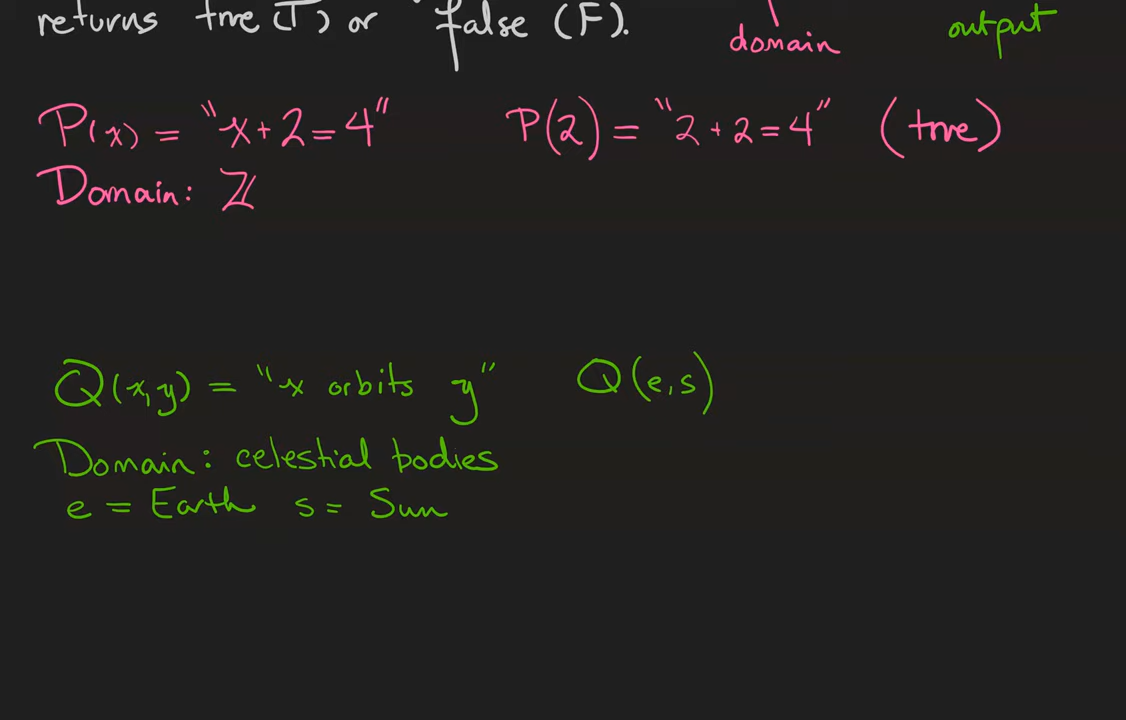 returns true (T) or "false (F).
domain
output
P(x) = "x+2=4" P(2) = "2+2=4" (true)
Domain: ℤ
Q(x,y) = "x orbits y" Q(e,s)
Domain: celestial bodies
e = Earth s = Sun